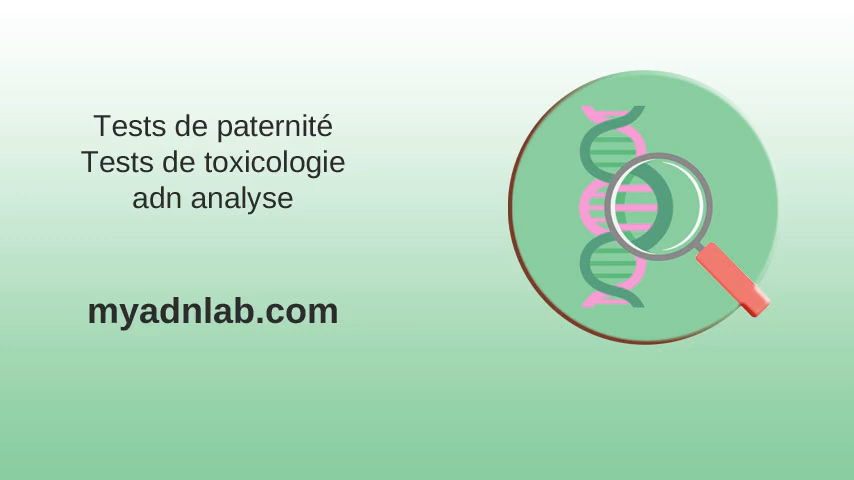 Tests de paternité
Tests de toxicologie
adn analyse
myadnlab.com